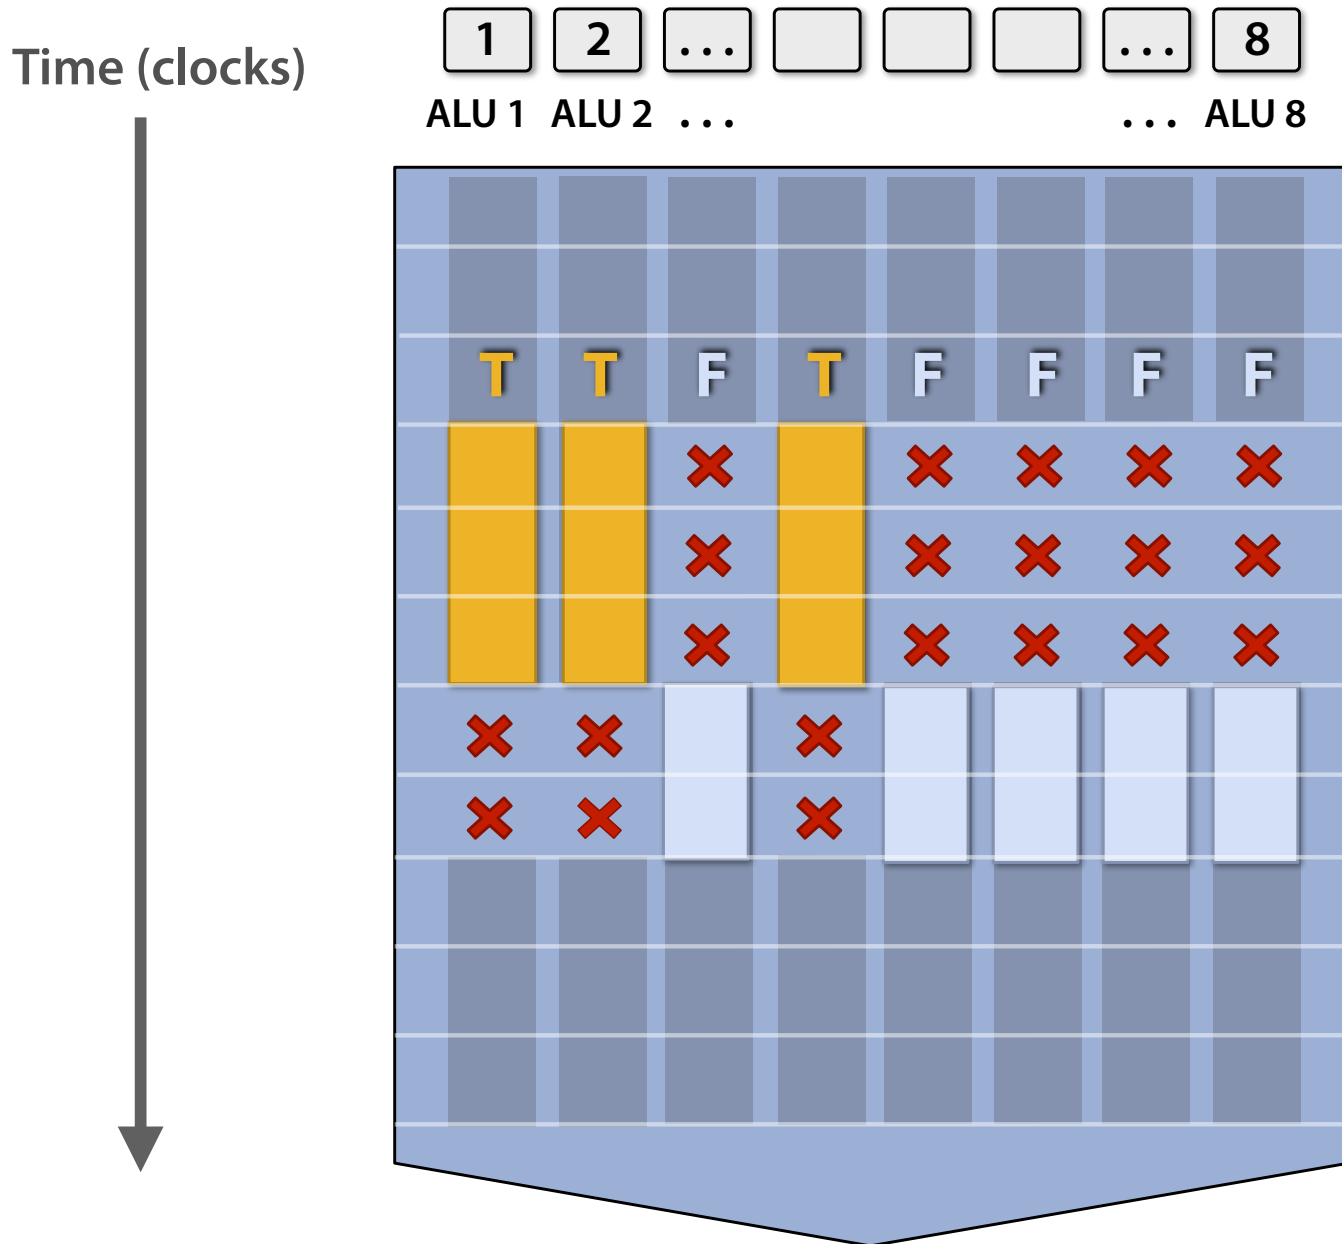 1 2 ... ... 8
Time (clocks)
ALU 1 ALU 2 ... ... ALU 8
T T F T F F F F